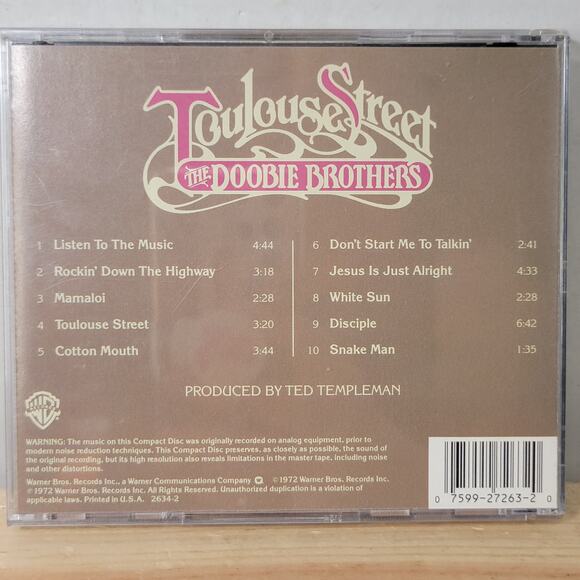 Toulouse Street
THE DOOBIE BROTHERS
1 Listen To The Music 4:44
2 Rockin' Down The Highway 3:18
3 Mamaloi 2:28
4 Toulouse Street 3:20
5 Cotton Mouth 3:44
6 Don't Start Me To Talkin' 2:41
7 Jesus Is Just Alright 4:33
8 White Sun 2:28
9 Disciple 6:42
10 Snake Man 1:35
PRODUCED BY TED TEMPLEMAN
WARNING: The music on this Compact Disc was originally recorded on analog equipment, prior to
modern noise reduction techniques. This Compact Disc preserves, as closely as possible, the sound of
the original recording, but its high resolution also reveals limitations in the master tape, including noise
and other distortions.
Warner Bros. Records Inc., a Warner Communications Company ©1972 Warner Bros. Records Inc.
℗1972 Warner Bros. Records Inc. All Rights Reserved. Unauthorized duplication is a violation of
applicable laws. Printed in U.S.A. 2634-2
0 7599-27263-2 0